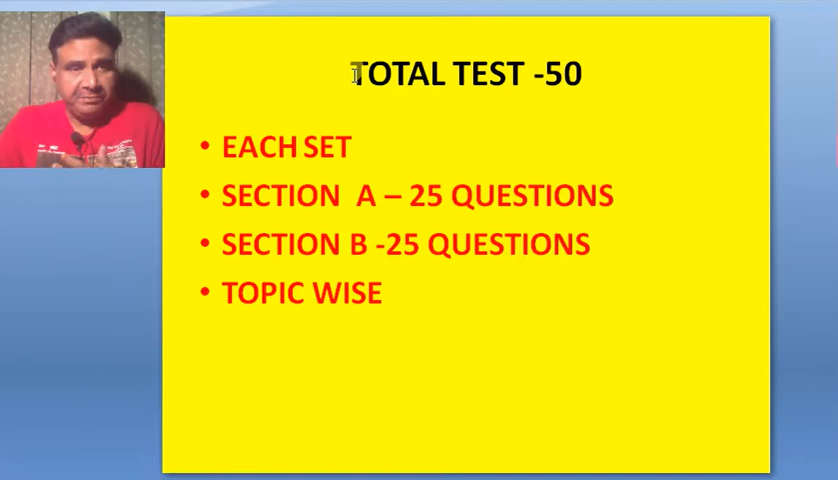 TOTAL TEST -50
• EACH SET
• SECTION A – 25 QUESTIONS
• SECTION B -25 QUESTIONS
• TOPIC WISE